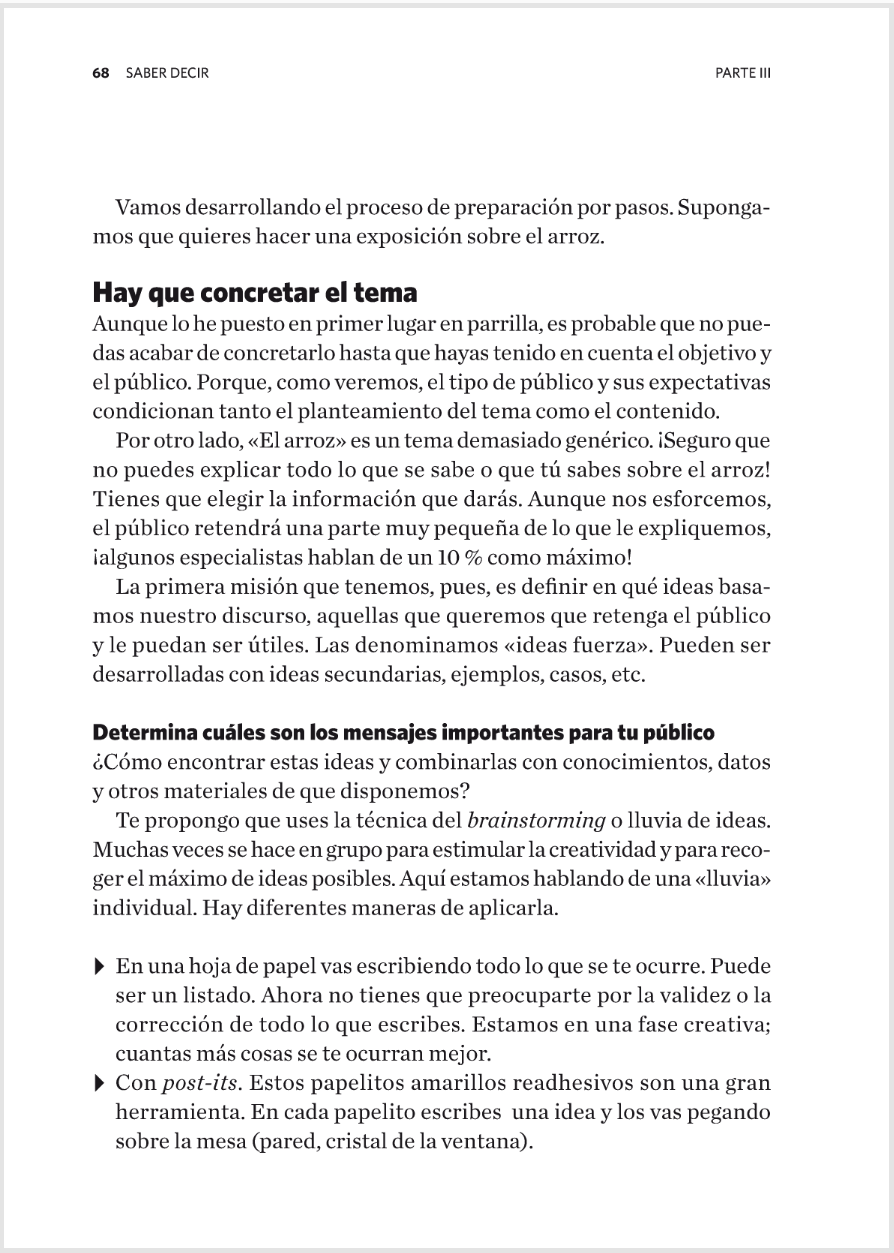 68 SABER DECIR PARTE III
Vamos desarrollando el proceso de preparación por pasos. Suponga-
mos que quieres hacer una exposición sobre el arroz.
Hay que concretar el tema
Aunque lo he puesto en primer lugar en parrilla, es probable que no pue-
das acabar de concretarlo hasta que hayas tenido en cuenta el objetivo y
el público. Porque, como veremos, el tipo de público y sus expectativas
condicionan tanto el planteamiento del tema como el contenido.
Por otro lado, «El arroz» es un tema demasiado genérico. ¡Seguro que
no puedes explicar todo lo que se sabe o que tú sabes sobre el arroz!
Tienes que elegir la información que darás. Aunque nos esforcemos,
el público retendrá una parte muy pequeña de lo que le expliquemos,
¡algunos especialistas hablan de un 10 % como máximo!
La primera misión que tenemos, pues, es definir en qué ideas basa-
mos nuestro discurso, aquellas que queremos que retenga el público
y le puedan ser útiles. Las denominamos «ideas fuerza». Pueden ser
desarrolladas con ideas secundarias, ejemplos, casos, etc.
Determina cuáles son los mensajes importantes para tu público
¿Cómo encontrar estas ideas y combinarlas con conocimientos, datos
y otros materiales de que disponemos?
Te propongo que uses la técnica del brainstorming o lluvia de ideas.
Muchas veces se hace en grupo para estimular la creatividad y para reco-
ger el máximo de ideas posibles. Aquí estamos hablando de una «lluvia»
individual. Hay diferentes maneras de aplicarla.
En una hoja de papel vas escribiendo todo lo que se te ocurre. Puede
ser un listado. Ahora no tienes que preocuparte por la validez o la
corrección de todo lo que escribes. Estamos en una fase creativa;
cuantas más cosas se te ocurran mejor.
Con post-its. Estos papelitos amarillos readhesivos son una gran
herramienta. En cada papelito escribes una idea y los vas pegando
sobre la mesa (pared, cristal de la ventana).